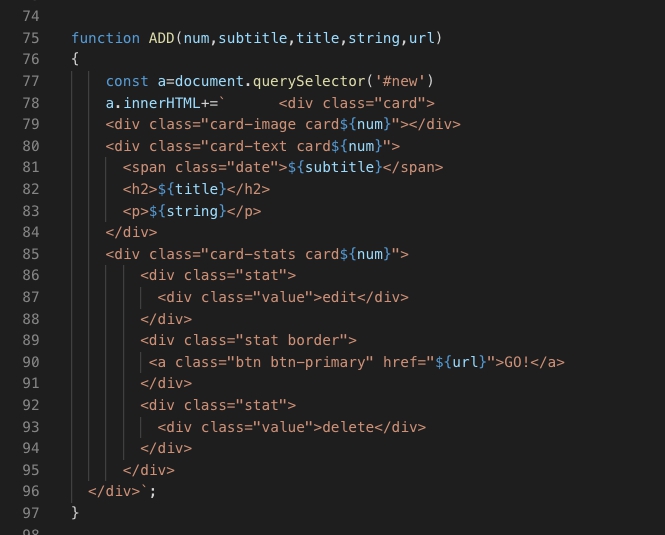 74
75 function ADD(num,subtitle,title,string,url)
76 {
77 const a=document.querySelector('#new')
78 a.innerHTML+=`      <div class="card">
79 <div class="card-image card${num}"></div>
80 <div class="card-text card${num}">
81 <span class="date">${subtitle}</span>
82 <h2>${title}</h2>
83 <p>${string}</p>
84 </div>
85 <div class="card-stats card${num}">
86 <div class="stat">
87 <div class="value">edit</div>
88 </div>
89 <div class="stat border">
90 <a class="btn btn-primary" href="${url}">GO!</a>
91 </div>
92 <div class="stat">
93 <div class="value">delete</div>
94 </div>
95 </div>
96 </div>`;
97 }
98